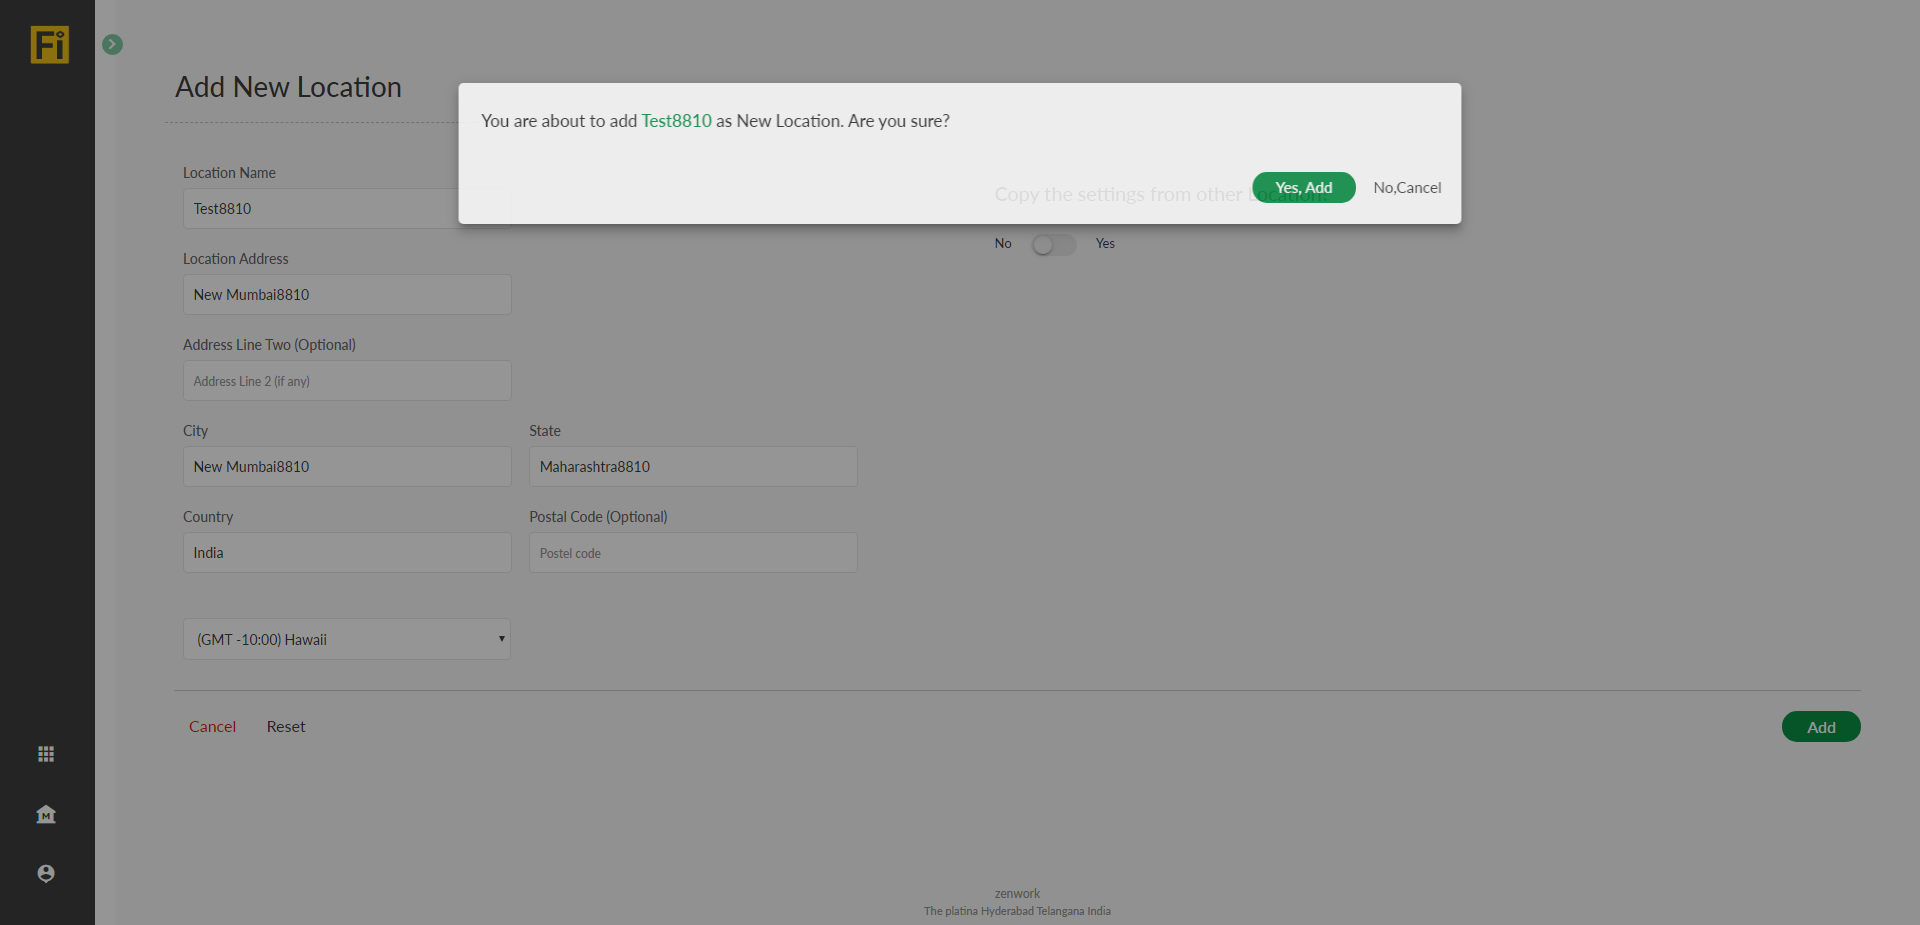 Fi
Add New Location
You are about to add Test8810 as New Location. Are you sure?
Yes, Add
No,Cancel
Copy the settings from other Location?
No
Yes
Location Name
Test8810
Location Address
New Mumbai8810
Address Line Two (Optional)
Address Line 2 (if any)
City
State
New Mumbai8810
Maharashtra8810
Country
Postal Code (Optional)
India
Postel code
(GMT -10:00) Hawaii
Cancel
Reset
Add
M
zenwork
The platina Hyderabad Telangana India